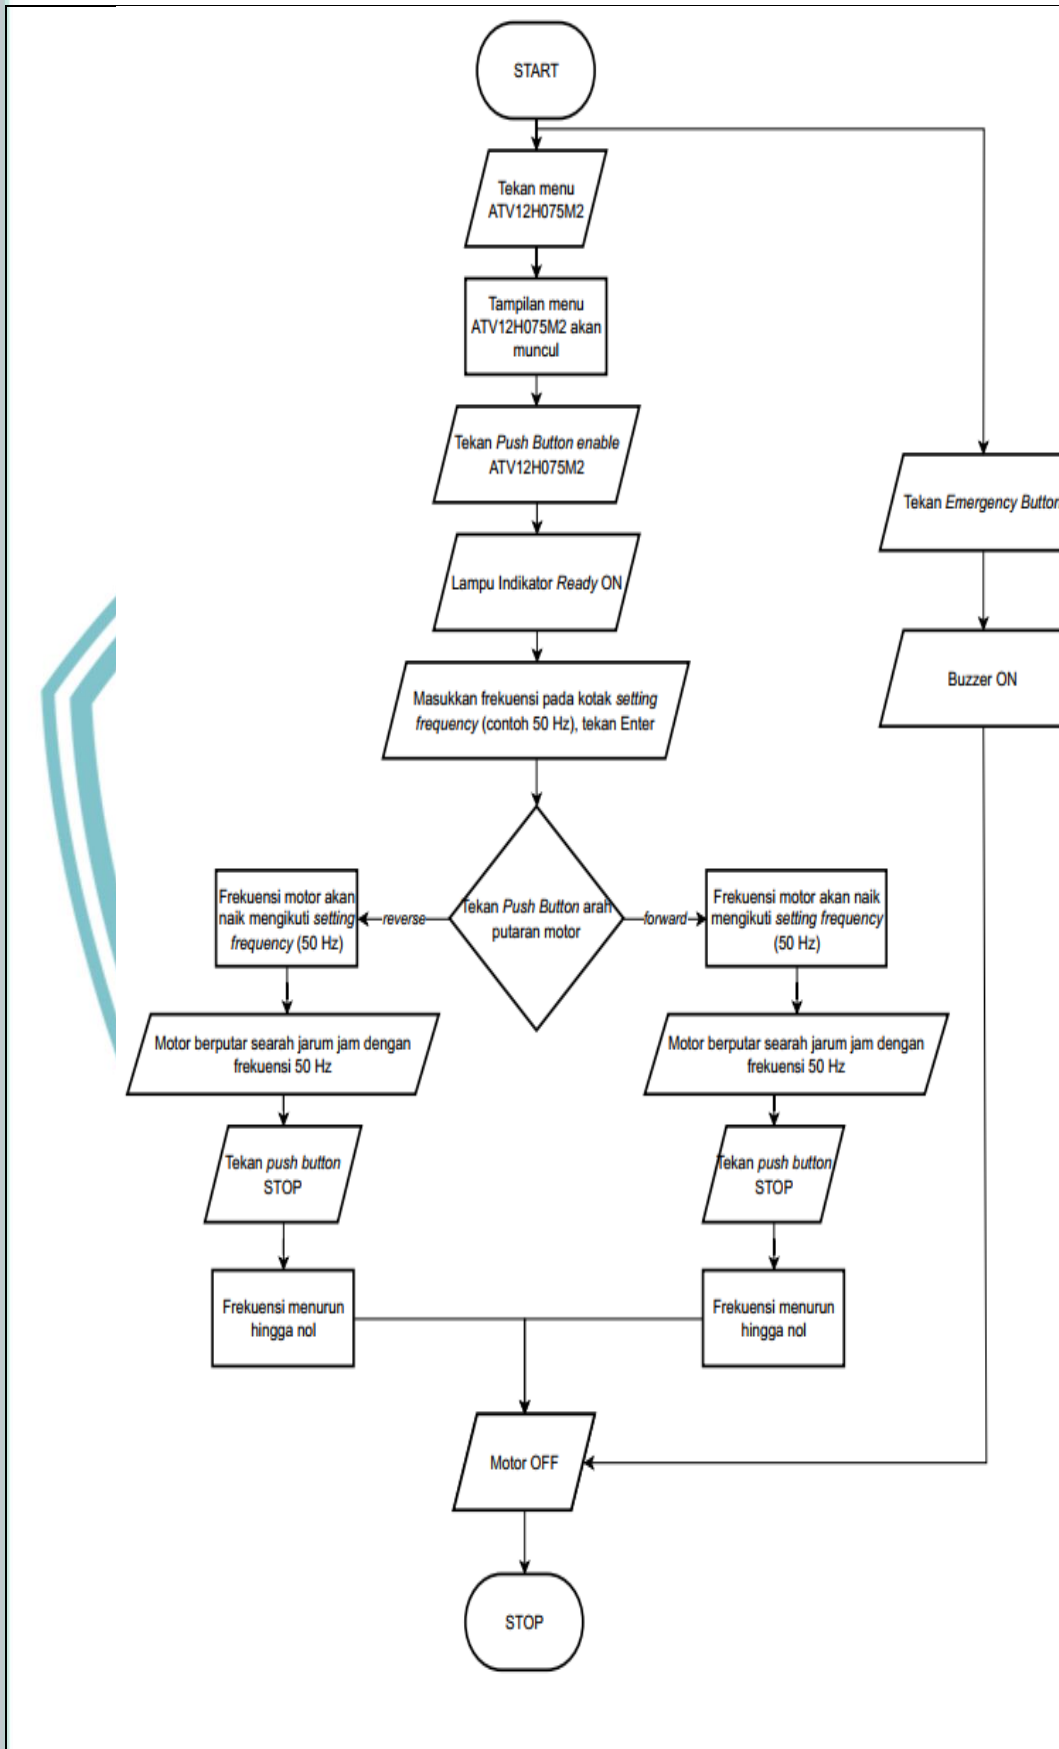 START
Tekan menu
ATV12H075M2
Tampilan menu
ATV12H075M2 akan
muncul
Tekan Push Button enable
ATV12H075M2
Lampu Indikator Ready ON
Masukkan frekuensi pada kotak setting
frequency (contoh 50 Hz), tekan Enter
Tekan Push Button arah
putaran motor
reverse
forward
Frekuensi motor akan
naik mengikuti setting
frequency (50 Hz)
Motor berputar searah jarum jam dengan
frekuensi 50 Hz
Tekan push button
STOP
Frekuensi menurun
hingga nol
Frekuensi motor akan naik
mengikuti setting frequency
(50 Hz)
Motor berputar searah jarum jam dengan
frekuensi 50 Hz
Tekan push button
STOP
Frekuensi menurun
hingga nol
Tekan Emergency Button
Buzzer ON
Motor OFF
STOP